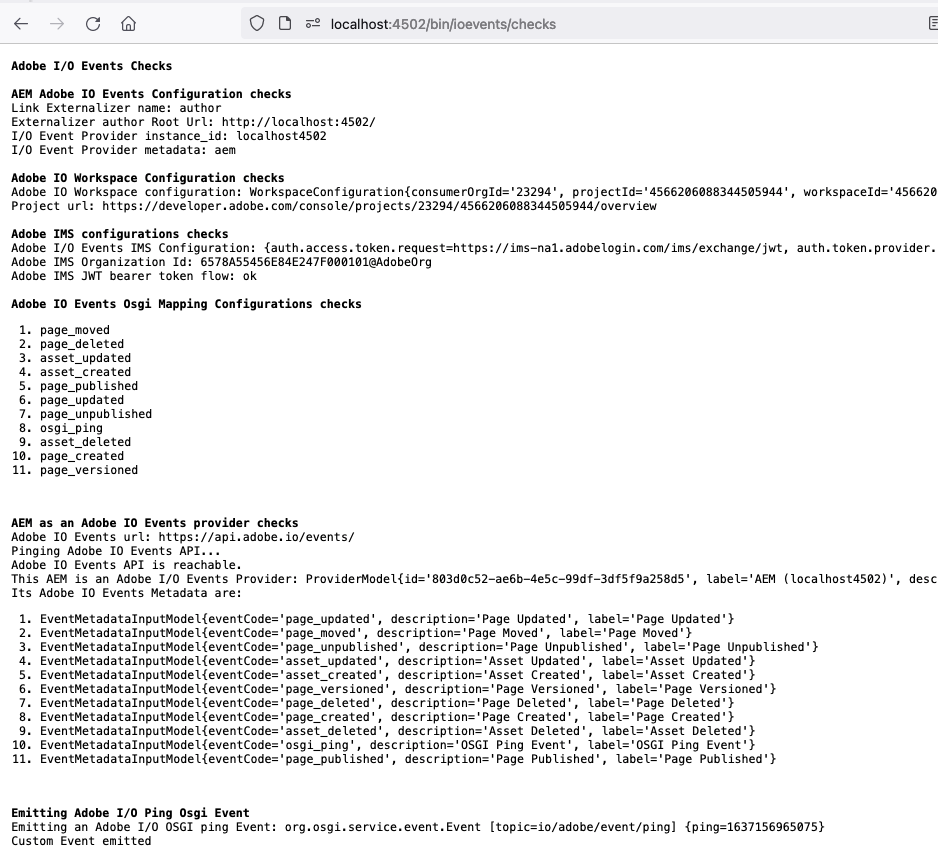 localhost:4502/bin/ioevents/checks
Adobe I/O Events Checks
AEM Adobe IO Events Configuration checks
Link Externalizer name: author
Externalizer author Root Url: http://localhost:4502/
I/O Event Provider instance_id: localhost4502
I/O Event Provider metadata: aem
Adobe IO Workspace Configuration checks
Adobe IO Workspace configuration: WorkspaceConfiguration{consumerOrgId='23294', projectId='4566206088344505944', workspaceId='456620
Project url: https://developer.adobe.com/console/projects/23294/4566206088344505944/overview
Adobe IMS configurations checks
Adobe I/O Events IMS Configuration: {auth.access.token.request=https://ims-na1.adobelogin.com/ims/exchange/jwt, auth.token.provider.
Adobe IMS Organization Id: 6578A55456E84E247F000101@AdobeOrg
Adobe IMS JWT bearer token flow: ok
Adobe IO Events Osgi Mapping Configurations checks
1. page_moved
2. page_deleted
3. asset_updated
4. asset_created
5. page_published
6. page_updated
7. page_unpublished
8. osgi_ping
9. asset_deleted
10. page_created
11. page_versioned
AEM as an Adobe IO Events provider checks
Adobe IO Events url: https://api.adobe.io/events/
Pinging Adobe IO Events API...
Adobe IO Events API is reachable.
This AEM is an Adobe I/O Events Provider: ProviderModel{id='803d0c52-ae6b-4e5c-99df-3df5f9a258d5', label='AEM (localhost4502)', desc
Its Adobe IO Events Metadata are:
1. EventMetadataInputModel{eventCode='page_updated', description='Page Updated', label='Page Updated'}
2. EventMetadataInputModel{eventCode='page_moved', description='Page Moved', label='Page Moved'}
3. EventMetadataInputModel{eventCode='page_unpublished', description='Page Unpublished', label='Page Unpublished'}
4. EventMetadataInputModel{eventCode='asset_updated', description='Asset Updated', label='Asset Updated'}
5. EventMetadataInputModel{eventCode='asset_created', description='Asset Created', label='Asset Created'}
6. EventMetadataInputModel{eventCode='page_versioned', description='Page Versioned', label='Page Versioned'}
7. EventMetadataInputModel{eventCode='page_deleted', description='Page Deleted', label='Page Deleted'}
8. EventMetadataInputModel{eventCode='page_created', description='Page Created', label='Page Created'}
9. EventMetadataInputModel{eventCode='asset_deleted', description='Asset Deleted', label='Asset Deleted'}
10. EventMetadataInputModel{eventCode='osgi_ping', description='OSGI Ping Event', label='OSGI Ping Event'}
11. EventMetadataInputModel{eventCode='page_published', description='Page Published', label='Page Published'}
Emitting Adobe I/O Ping Osgi Event
Emitting an Adobe I/O OSGI ping Event: org.osgi.service.event.Event [topic=io/adobe/event/ping] {ping=1637156965075}
Custom Event emitted